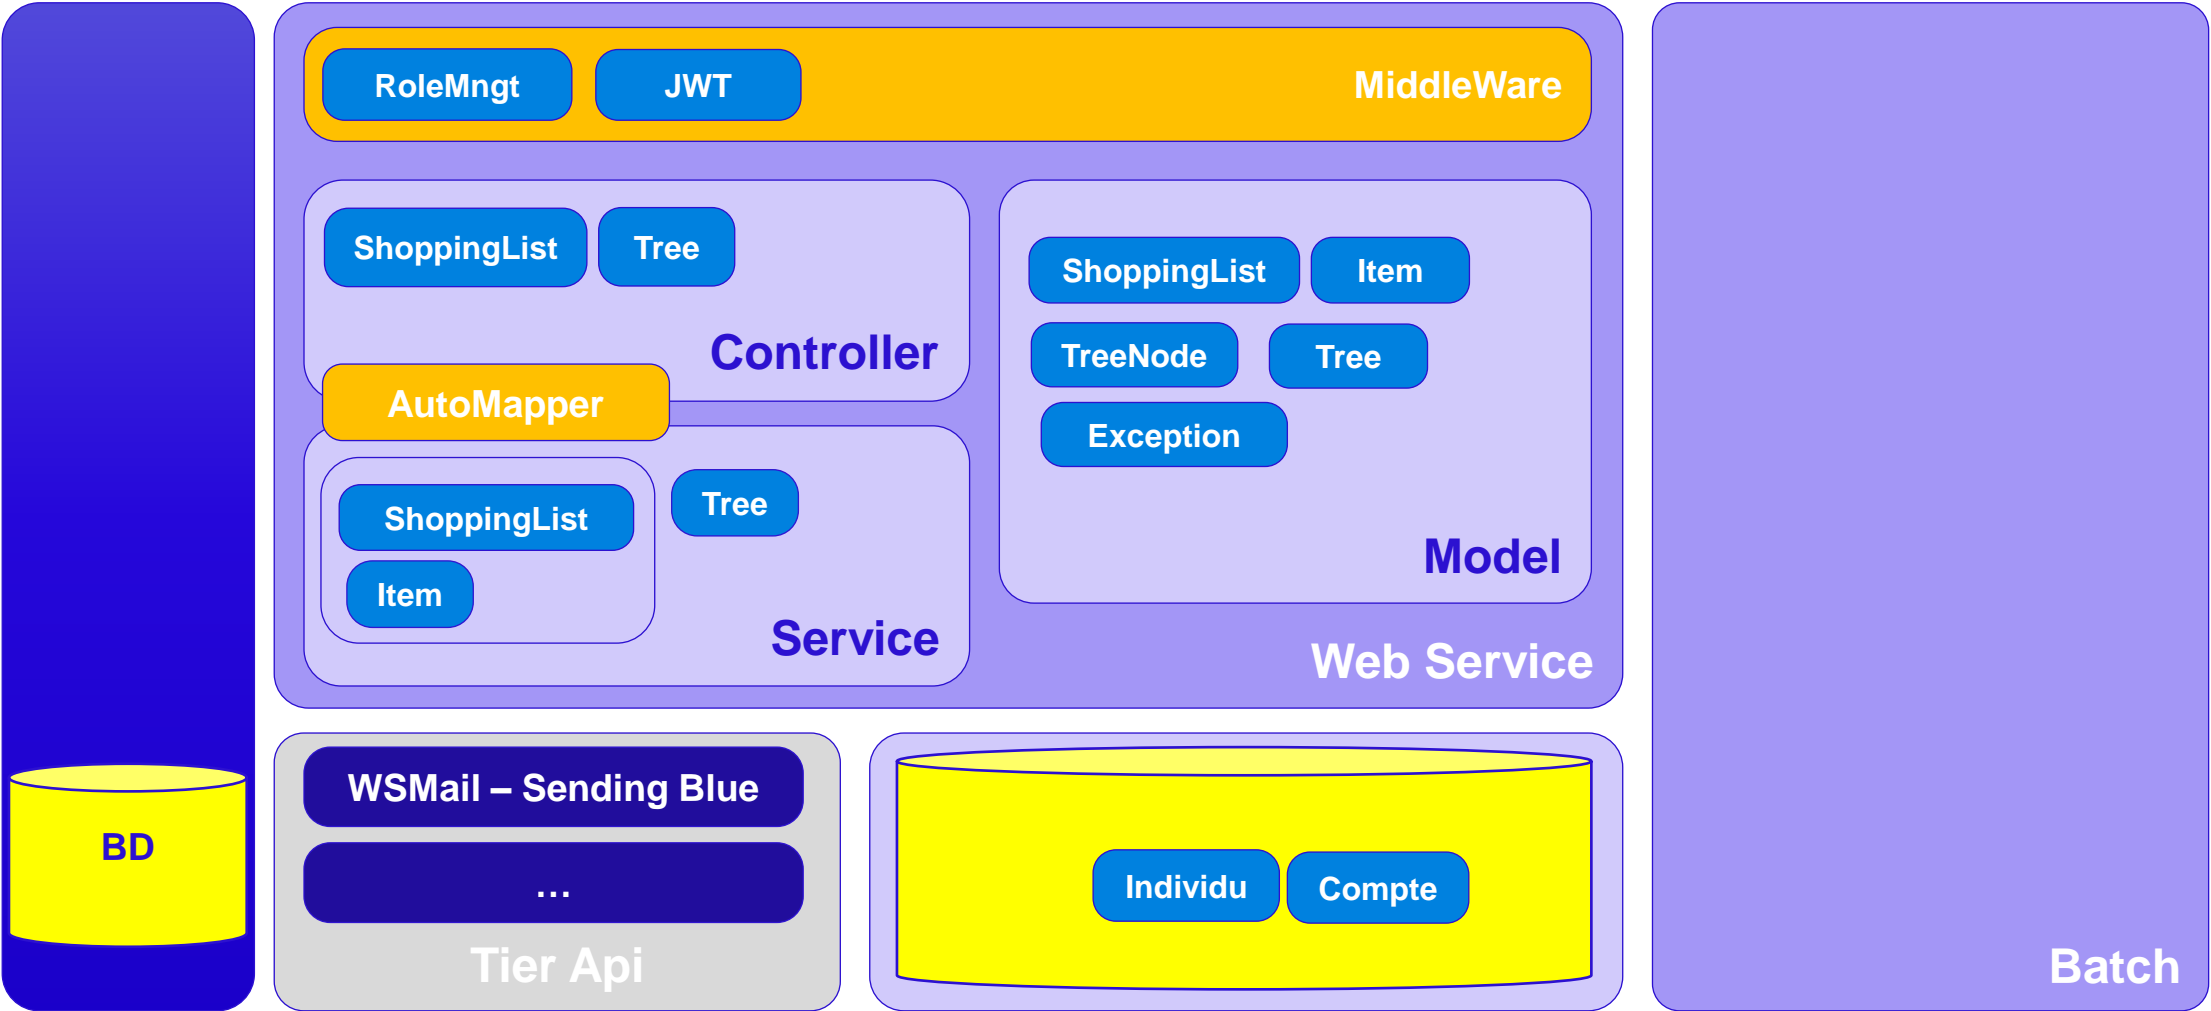 RoleMngt
JWT
MiddleWare
ShoppingList
Tree
Controller
AutoMapper
ShoppingList
Tree
Item
Service
ShoppingList
Item
TreeNode
Tree
Exception
Model
Web Service
BD
WSMail – Sending Blue
...
Tier Api
Individu
Compte
Batch